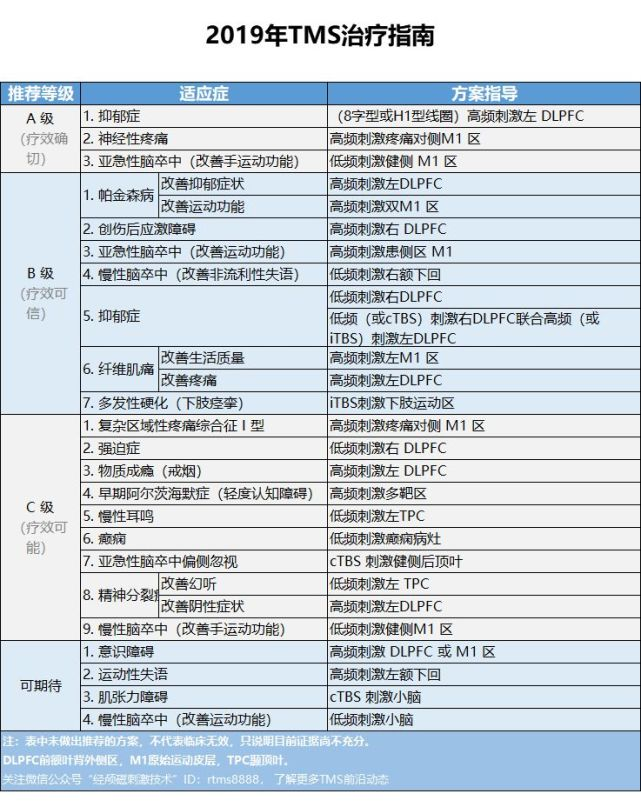 2019年TMS治疗指南
推荐等级 适应症 方案指导
A 级
(疗效确
切)
1. 抑郁症 （8字型或H1型线圈）高频刺激左 DLPFC
2. 神经性疼痛 高频刺激疼痛对侧M1 区
3. 亚急性脑卒中（改善手运动功能） 低频刺激健侧 M1 区
B 级
(疗效可
信)
1. 帕金森病 改善抑郁症状 高频刺激左DLPFC
改善运动功能 高频刺激双M1 区
2. 创伤后应激障碍 高频刺激右 DLPFC
3. 亚急性脑卒中（改善运动功能） 高频刺激患侧区 M1
4. 慢性脑卒中（改善非流利性失语） 低频刺激右额下回
5. 抑郁症 低频刺激右DLPFC
低频（或cTBS）刺激右DLPFC联合高频（或
iTBS）刺激左DLPFC
6. 纤维肌痛 改善生活质量 高频刺激左M1 区
改善疼痛 高频刺激左DLPFC
7. 多发性硬化（下肢痉挛） iTBS刺激下肢运动区
C 级
(疗效可
能)
1. 复杂区域性疼痛综合征 I 型 高频刺激疼痛对侧 M1 区
2. 强迫症 低频刺激右 DLPFC
3. 物质成瘾（戒烟） 高频刺激左 DLPFC
4. 早期阿尔茨海默症（轻度认知障碍） 高频刺激多靶区
5. 慢性耳鸣 低频刺激左TPC
6. 癫痫 低频刺激癫痫病灶
7. 亚急性脑卒中偏侧忽视 cTBS 刺激健侧后顶叶
8. 精神分裂 改善幻听 低频刺激左 TPC
改善阴性症状 高频刺激左DLPFC
9. 慢性脑卒中（改善手运动功能） 低频刺激健侧M1 区
可期待
1. 意识障碍 高频刺激 DLPFC 或 M1 区
2. 运动性失语 高频刺激左额下回
3. 肌张力障碍 cTBS 刺激小脑
4. 慢性脑卒中（改善运动功能） 低频刺激小脑
注：表中未做出推荐的方案，不代表临床无效，只说明目前证据尚不充分。
DLPFC前额叶背外侧区，M1原始运动皮层，TPC颞顶叶。
关注微信公众号“经颅磁刺激技术”ID：rtms8888，了解更多TMS前沿动态